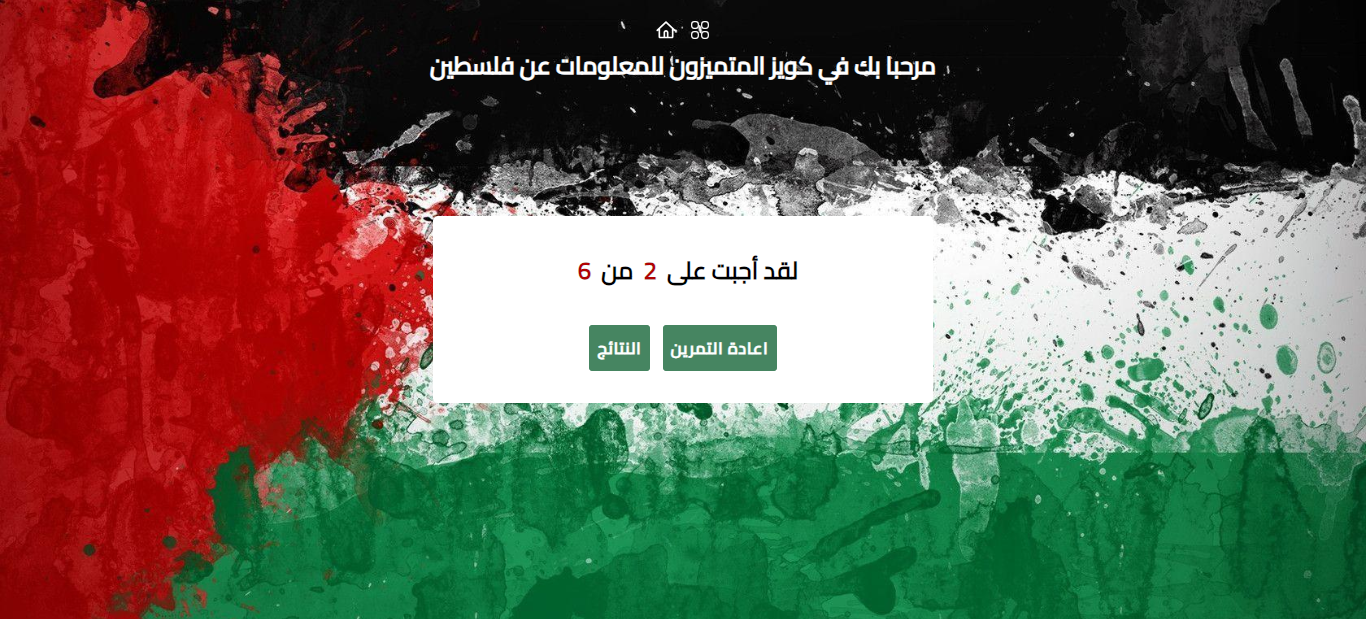 مرحبا بك في كويز المتميزون للمعلومات عن فلسطين
لقد أجبت على 2 من 6
اعادة التمرين
النتائج